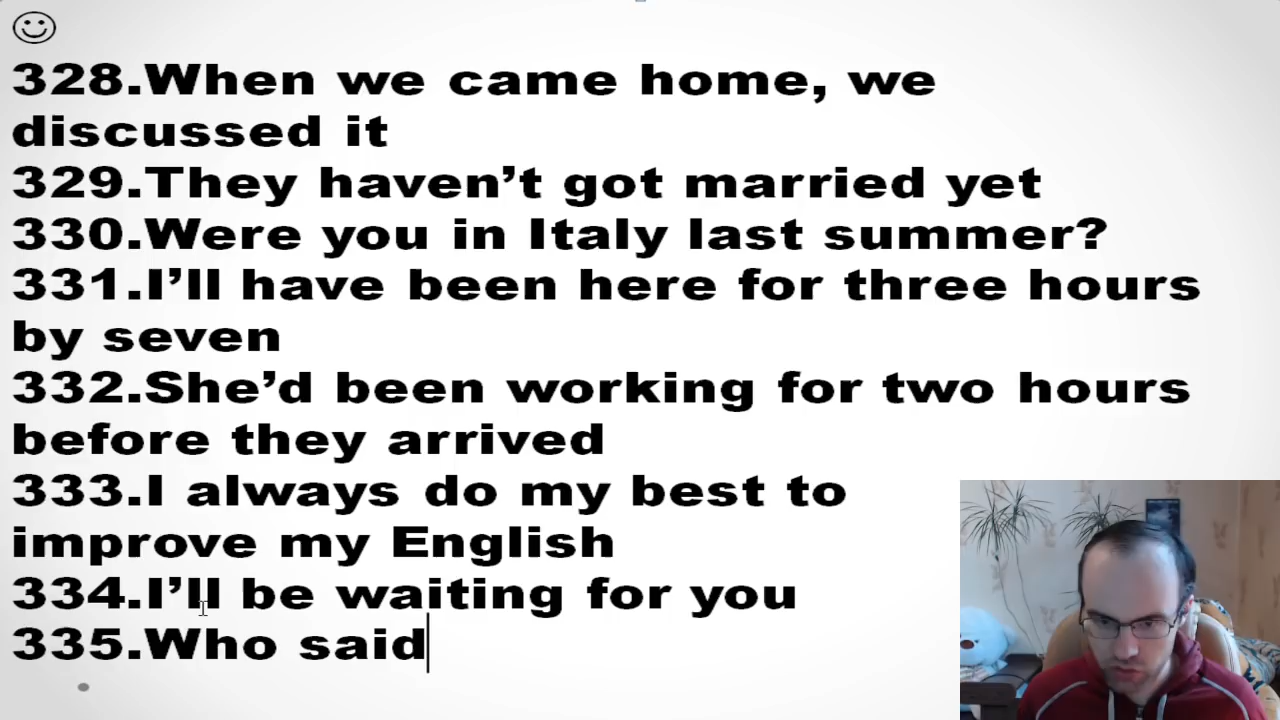 328.When we came home, we
discussed it
329.They haven’t got married yet
330.Were you in Italy last summer?
331.I’ll have been here for three hours
by seven
332.She’d been working for two hours
before they arrived
333.I always do my best to
improve my English
334.I’ll be waiting for you
335.Who said